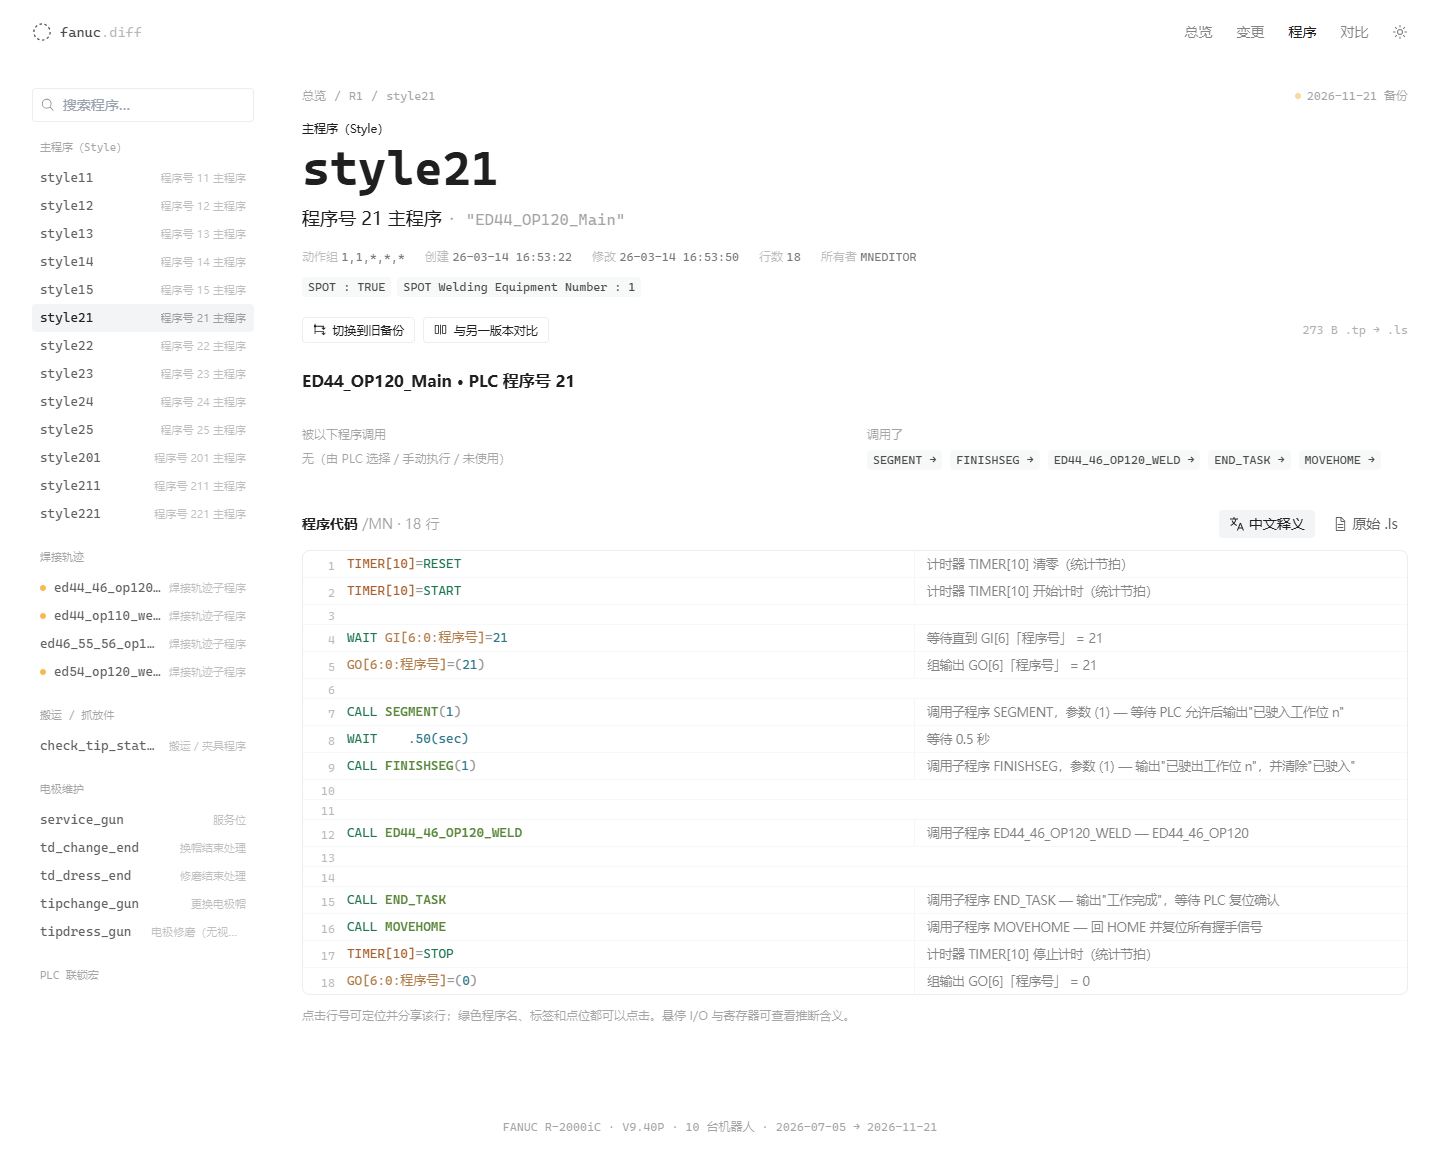 fanuc.diff
总览 变更 程序 对比
搜索程序...
主程序（Style）
style11 程序号 11 主程序
style12 程序号 12 主程序
style13 程序号 13 主程序
style14 程序号 14 主程序
style15 程序号 15 主程序
style21 程序号 21 主程序
style22 程序号 22 主程序
style23 程序号 23 主程序
style24 程序号 24 主程序
style25 程序号 25 主程序
style201 程序号 201 主程序
style211 程序号 211 主程序
style221 程序号 221 主程序
焊接轨迹
ed44_46_op120… 焊接轨迹子程序
ed44_op110_we… 焊接轨迹子程序
ed46_55_56_op1… 焊接轨迹子程序
ed54_op120_we… 焊接轨迹子程序
搬运 / 抓放件
check_tip_stat… 搬运 / 夹具程序
电极维护
service_gun 服务位
td_change_end 换帽结束处理
td_dress_end 修磨结束处理
tipchange_gun 更换电极帽
tipdress_gun 电极修磨（无视…
PLC 联锁宏
总览 / R1 / style21
2026-11-21 备份
主程序（Style）
style21
程序号 21 主程序 · "ED44_OP120_Main"
动作组 1,1,*,*,* 创建 26-03-14 16:53:22 修改 26-03-14 16:53:50 行数 18 所有者 MNEDITOR
SPOT : TRUE SPOT Welding Equipment Number : 1
切换到旧备份 与另一版本对比
273 B .tp → .ls
ED44_OP120_Main • PLC 程序号 21
被以下程序调用
无（由 PLC 选择 / 手动执行 / 未使用）
调用了
SEGMENT → FINISHSEG → ED44_46_OP120_WELD → END_TASK → MOVEHOME →
程序代码 /MN · 18 行
中文释义 原始 .ls
1 TIMER[10]=RESET 计时器 TIMER[10] 清零（统计节拍）
2 TIMER[10]=START 计时器 TIMER[10] 开始计时（统计节拍）
3
4 WAIT GI[6:0:程序号]=21 等待直到 GI[6]「程序号」 = 21
5 GO[6:0:程序号]=(21) 组输出 GO[6]「程序号」 = 21
6
7 CALL SEGMENT(1) 调用子程序 SEGMENT，参数 (1) — 等待 PLC 允许后输出"已驶入工作位 n"
8 WAIT    .50(sec) 等待 0.5 秒
9 CALL FINISHSEG(1) 调用子程序 FINISHSEG，参数 (1) — 输出"已驶出工作位 n"，并清除"已驶入"
10
11
12 CALL ED44_46_OP120_WELD 调用子程序 ED44_46_OP120_WELD — ED44_46_OP120
13
14
15 CALL END_TASK 调用子程序 END_TASK — 输出"工作完成"，等待 PLC 复位确认
16 CALL MOVEHOME 调用子程序 MOVEHOME — 回 HOME 并复位所有握手信号
17 TIMER[10]=STOP 计时器 TIMER[10] 停止计时（统计节拍）
18 GO[6:0:程序号]=(0) 组输出 GO[6]「程序号」 = 0
点击行号可定位并分享该行；绿色程序名、标签和点位都可以点击。悬停 I/O 与寄存器可查看推断含义。
FANUC R-2000iC · V9.40P · 10 台机器人 · 2026-07-05 → 2026-11-21